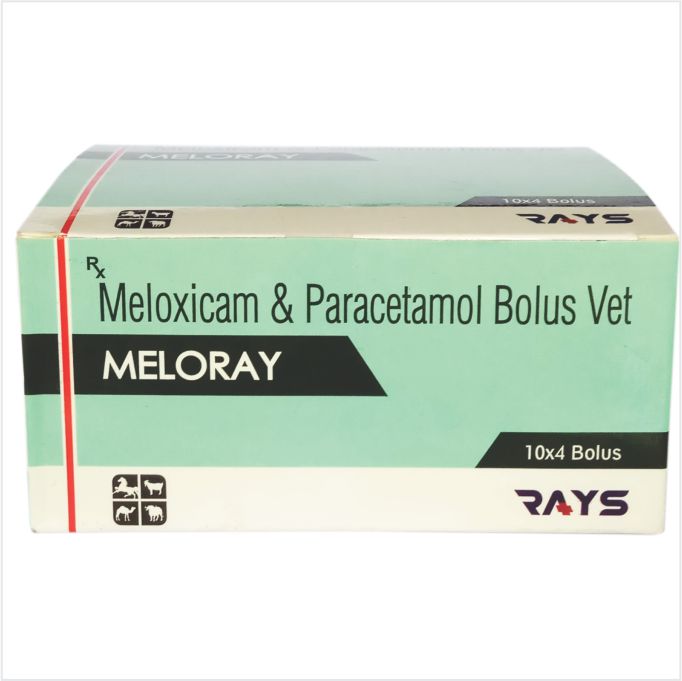 MELORAY
10x4 Bolus
RAYS
Rx
Meloxicam & Paracetamol Bolus Vet
MELORAY
10x4 Bolus
RAYS